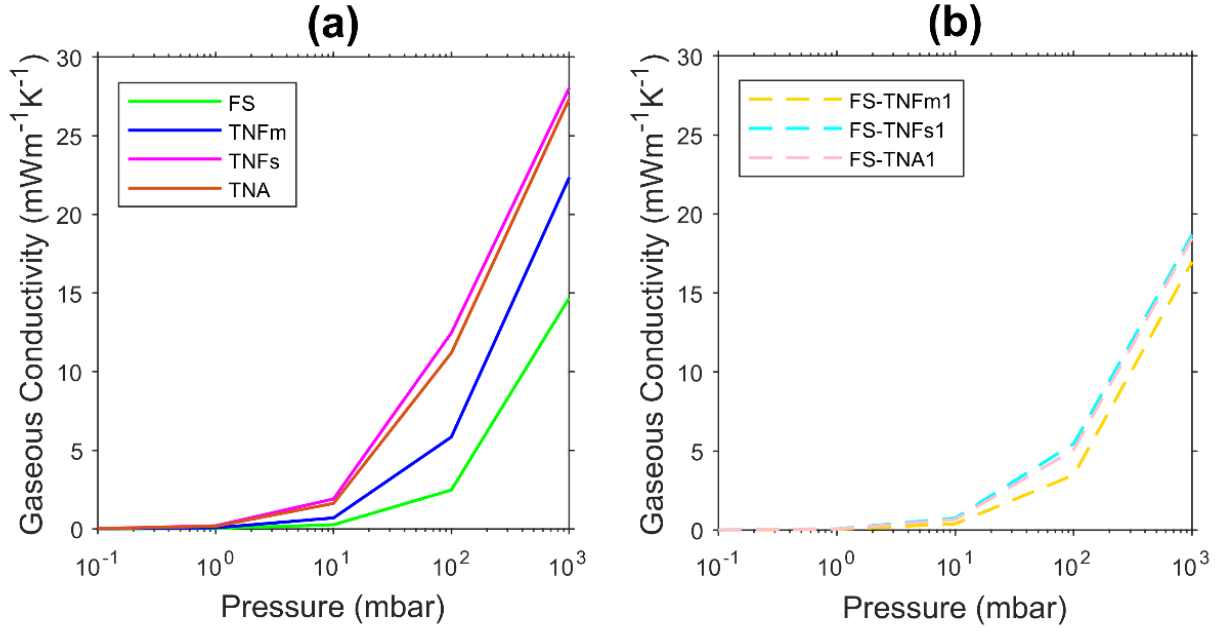 (a)
30
25
20
15
10
5
0
Gaseous Conductivity (mWm⁻¹K⁻¹)
FS
TNFm
TNFs
TNA
10⁻¹ 10⁰ 10¹ 10² 10³
Pressure (mbar)
(b)
30
25
20
15
10
5
0
Gaseous Conductivity (mWm⁻¹K⁻¹)
FS-TNFm1
FS-TNFs1
FS-TNA1
10⁻¹ 10⁰ 10¹ 10² 10³
Pressure (mbar)